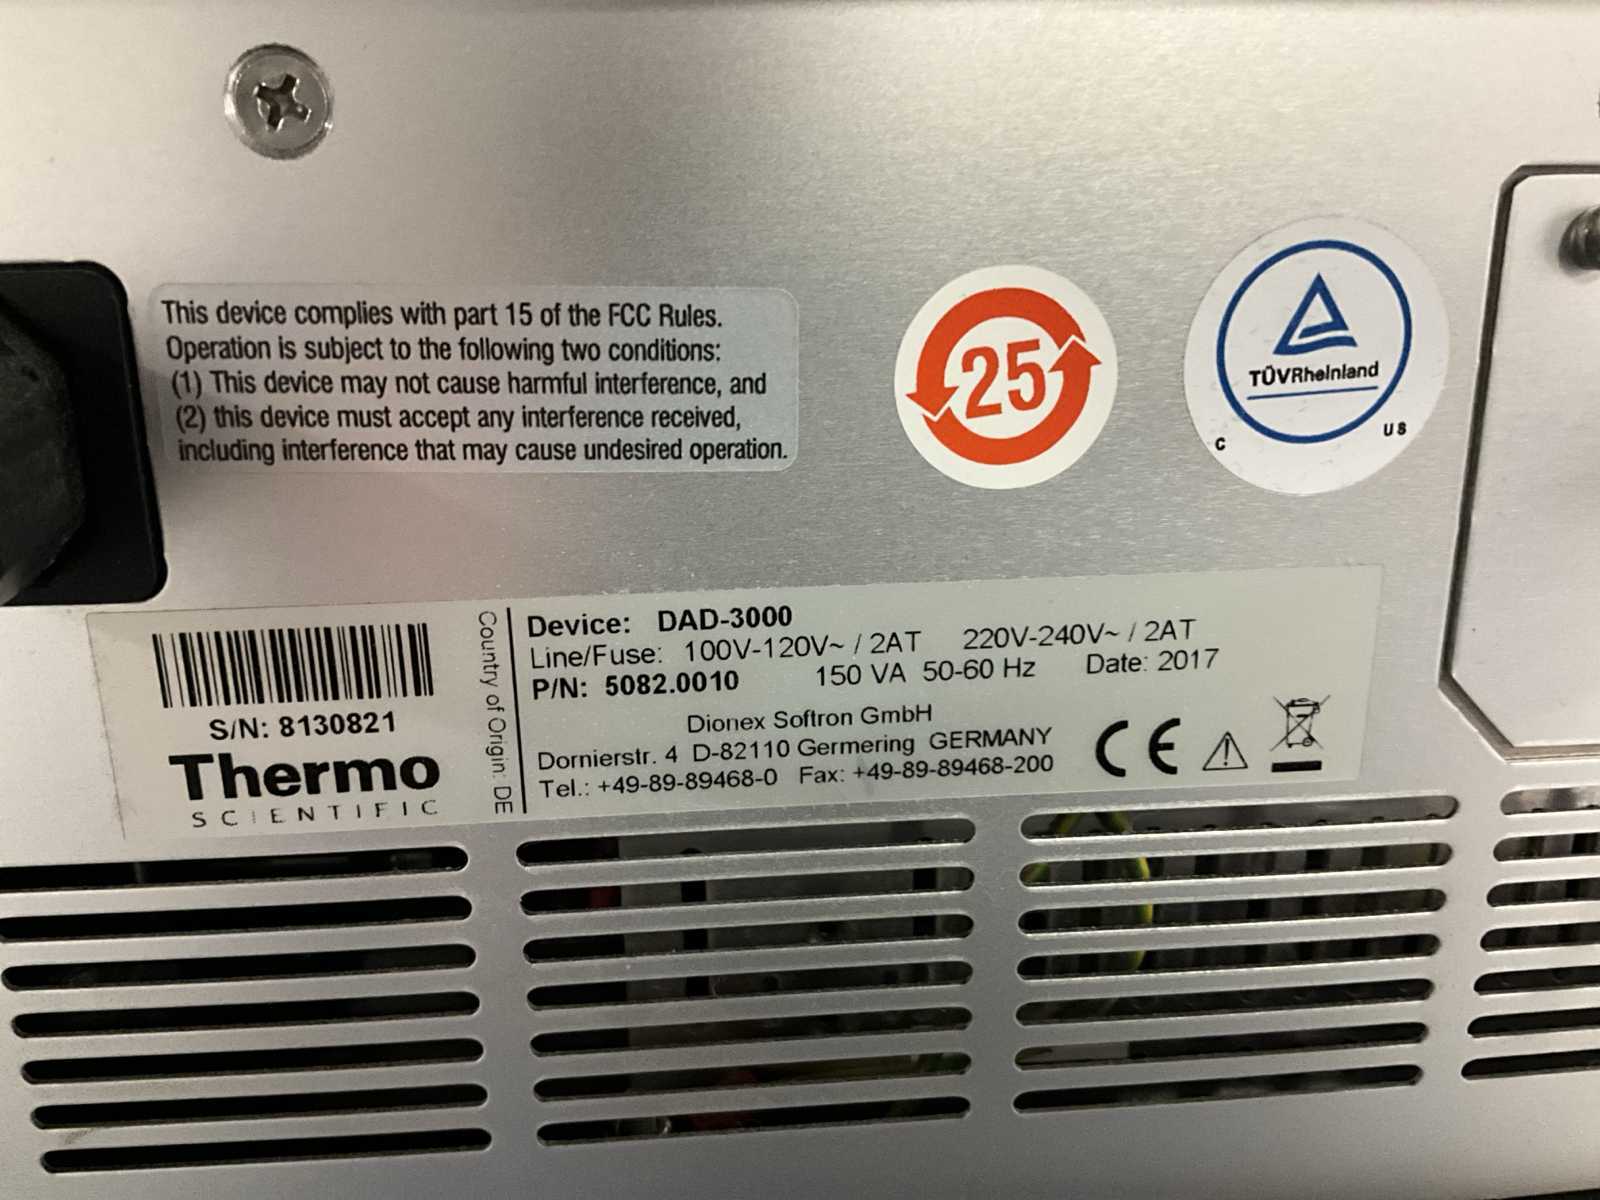 This device complies with part 15 of the FCC Rules.
Operation is subject to the following two conditions:
(1) This device may not cause harmful interference, and
(2) this device must accept any interference received,
including interference that may cause undesired operation.
25
TÜVRheinland
C US
S/N: 8130821
Thermo
SCIENTIFIC
Country of Origin: DE
Device: DAD-3000
Line/Fuse: 100V-120V~ / 2AT 220V-240V~ / 2AT
P/N: 5082.0010 150 VA 50-60 Hz Date: 2017
Dionex Softron GmbH
Dornierstr. 4 D-82110 Germering GERMANY
Tel.: +49-89-89468-0 Fax: +49-89-89468-200
CE